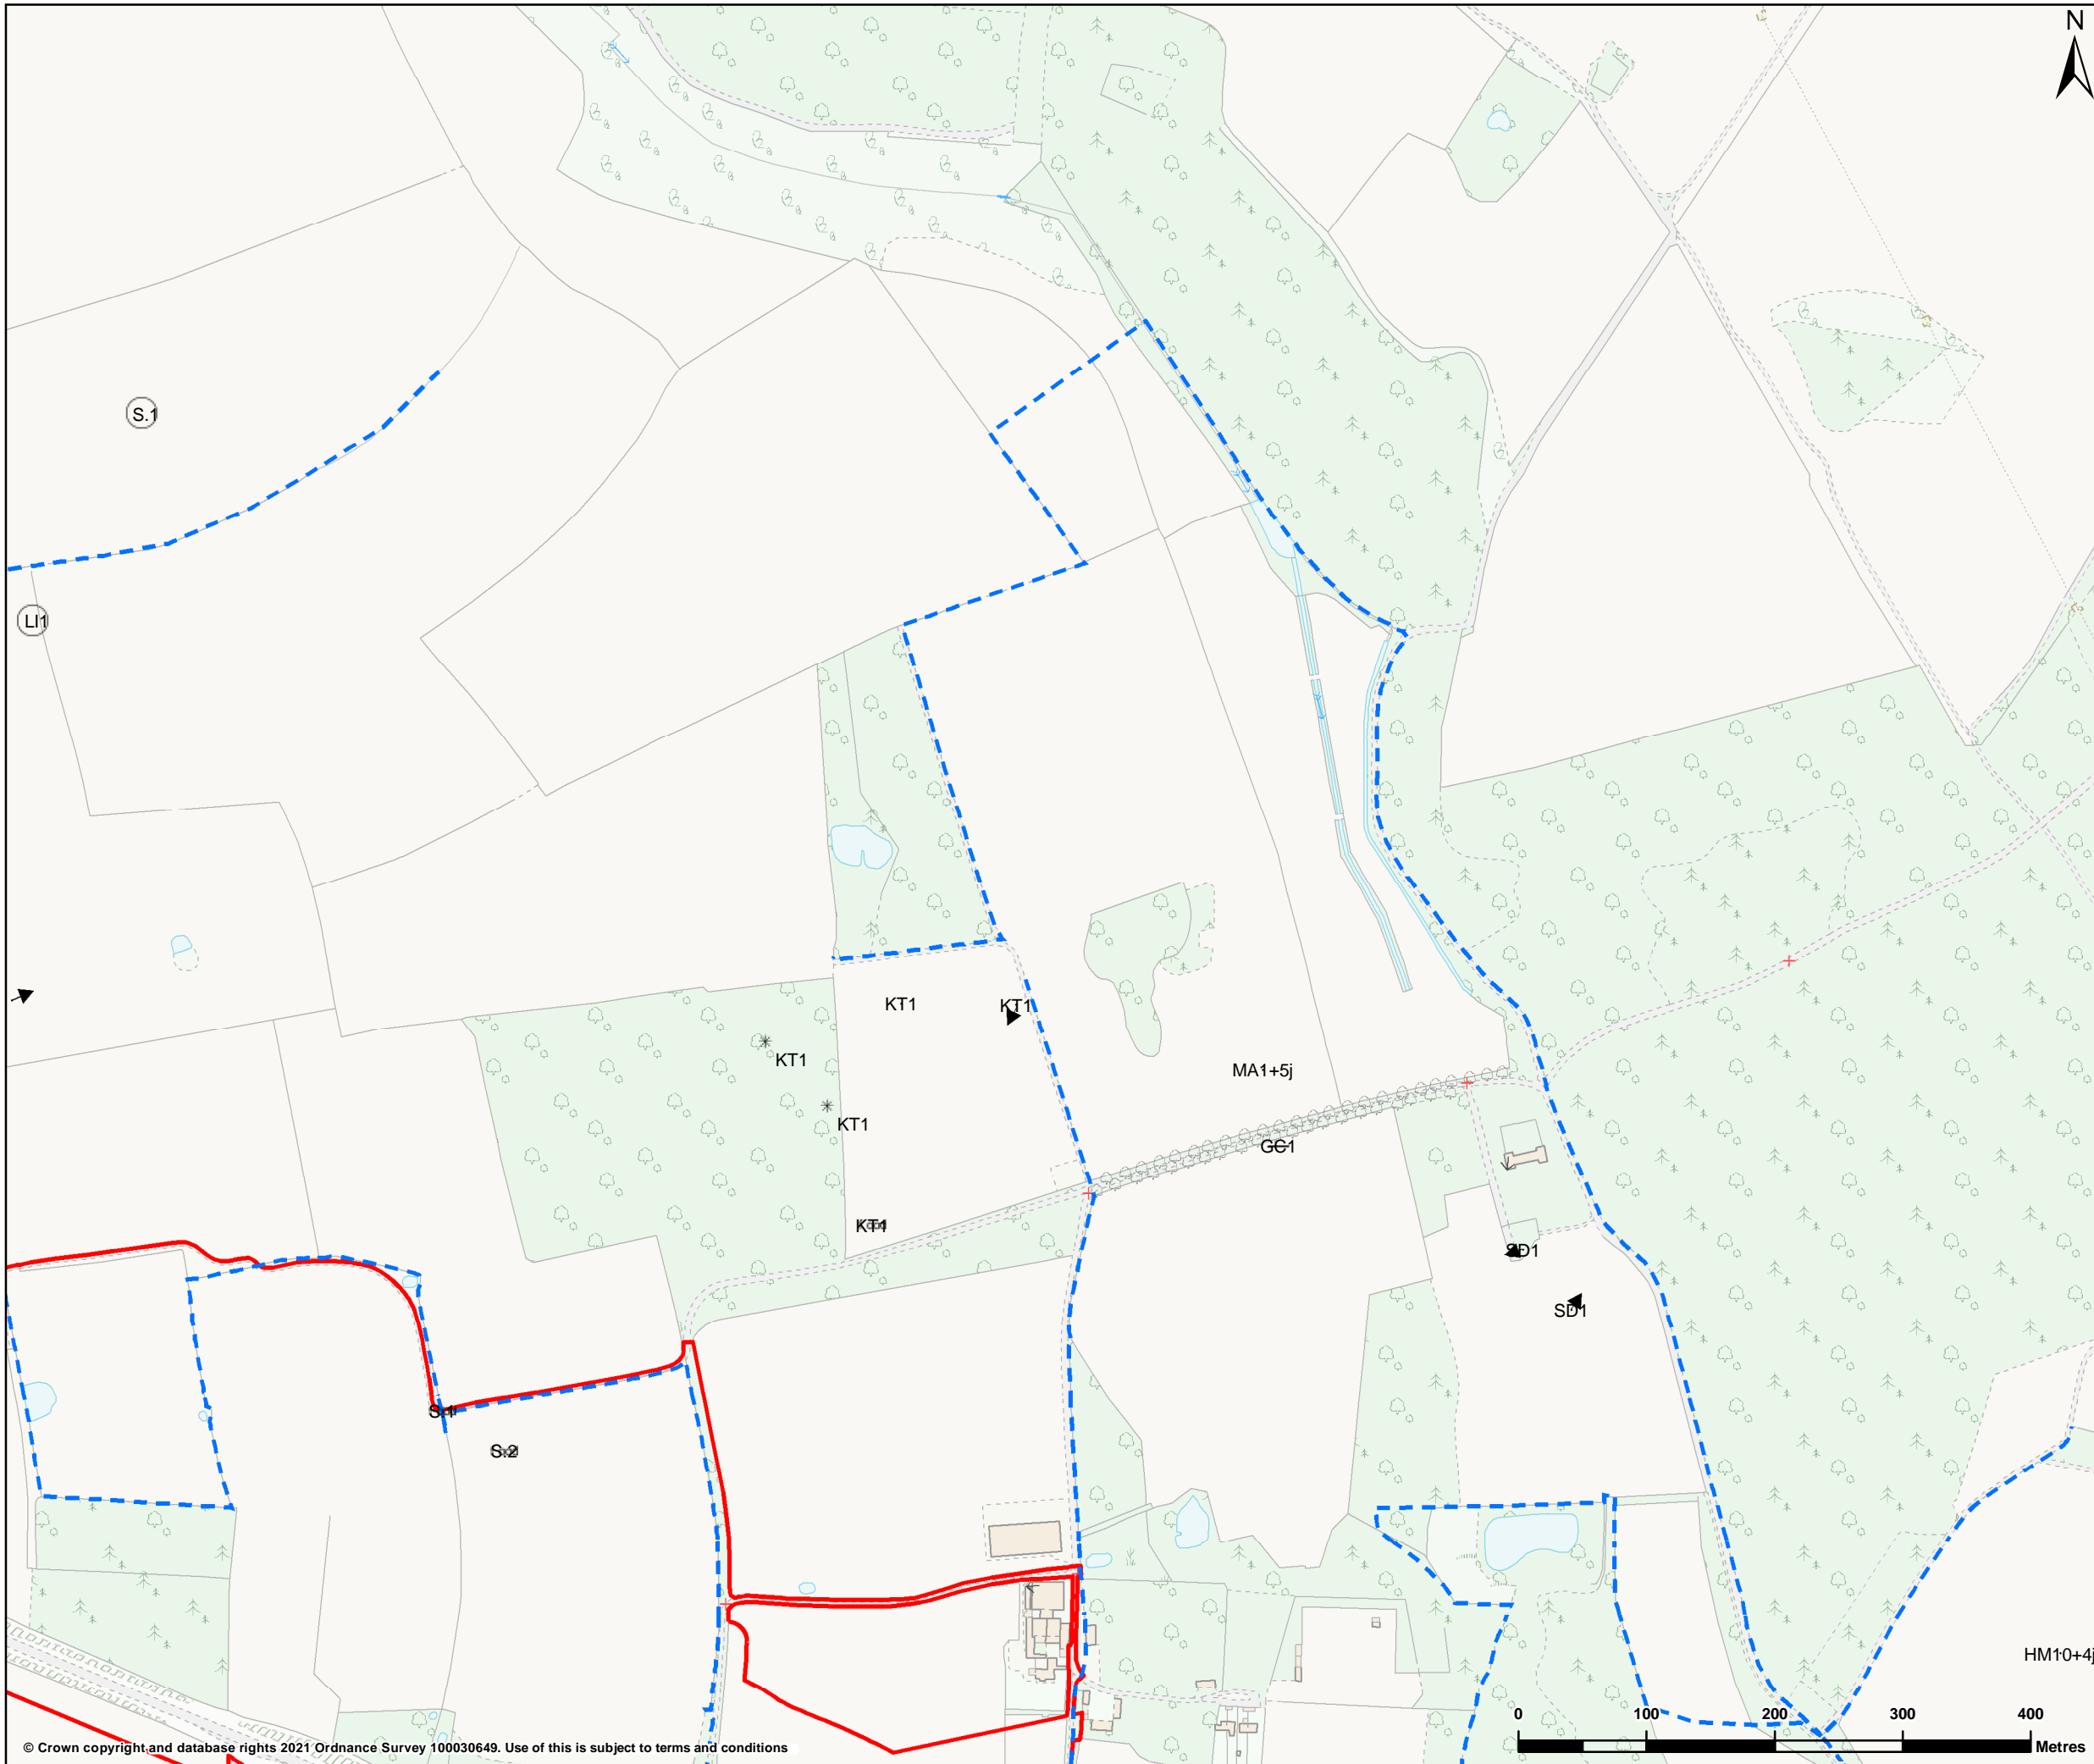 N
S.1
LI1
KT1
KT1
KT1
MA1+5j
KT1
GC1
KT1
SD1
SD1
S.1
S.2
HM10+4j
0 100 200 300 400
Metres
© Crown copyright and database rights 2021 Ordnance Survey 100030649. Use of this is subject to terms and conditions